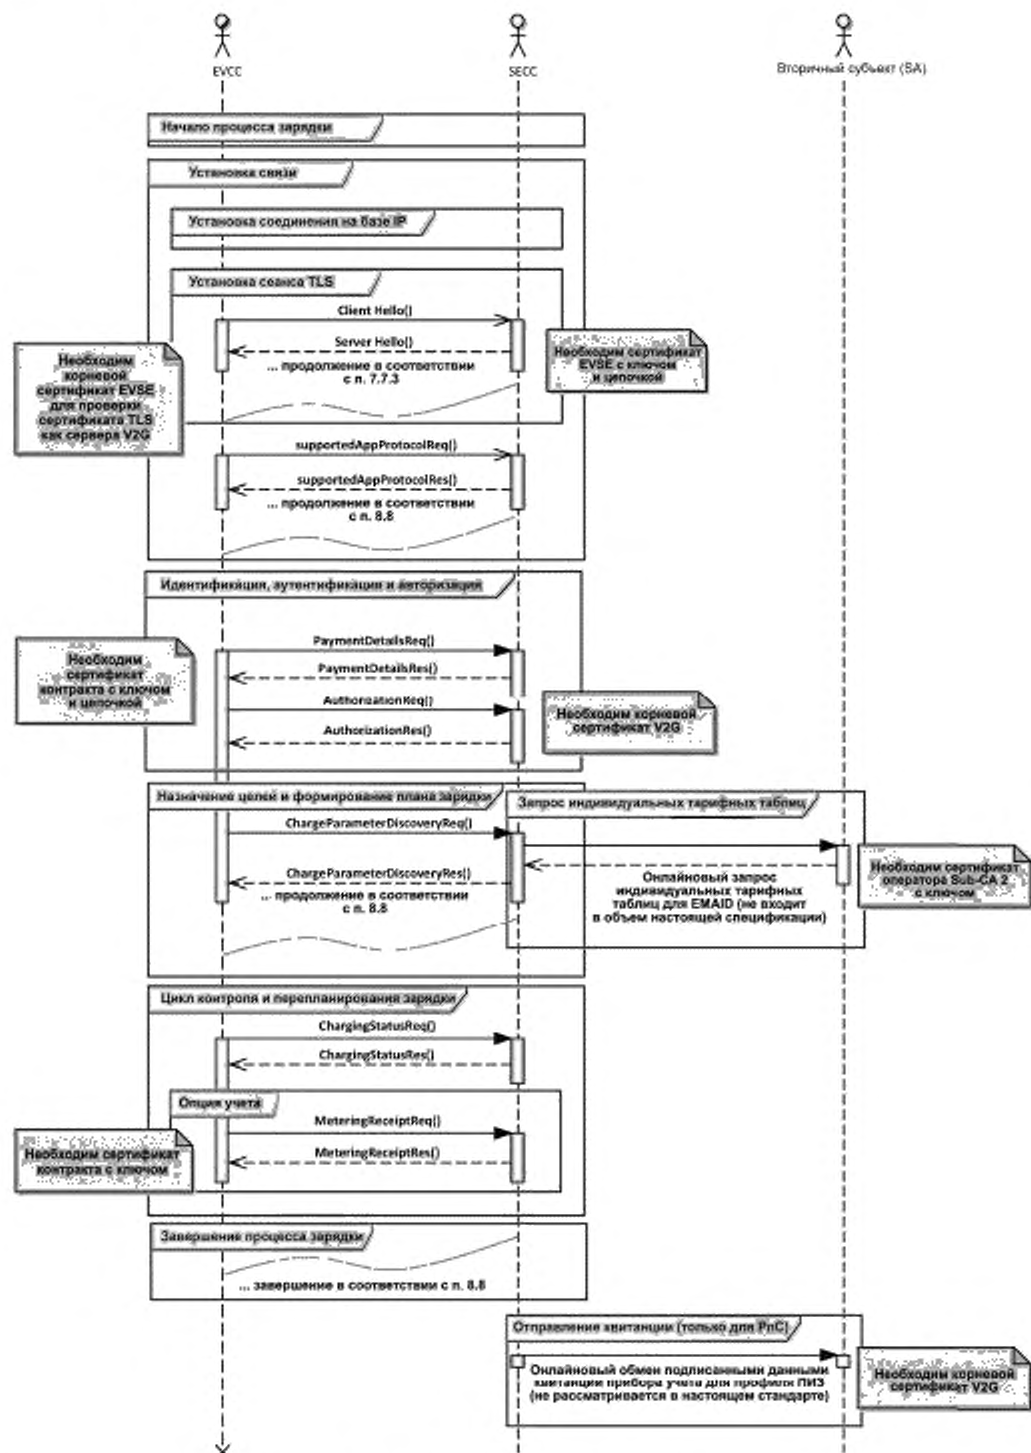 EVCC
SECC
Вторичный субъект (SA)
Начало процесса зарядки
Установка связи
Установка соединения на базе IP
Установка сеанса TLS
Client Hello()
Server Hello()
... продолжение в соответствии
с п. 7.7.3
Необходим
корневой
сертификат EVSE
для проверки
сертификата TLS
как сервера V2G
Необходим сертификат
EVSE с ключом
и цепочкой
supportedAppProtocolReq()
supportedAppProtocolRes()
... продолжение в соответствии
с п. 8.8
Идентификация, аутентификация и авторизация
PaymentDetailsReq()
PaymentDetailsRes()
AuthorizationReq()
AuthorizationRes()
Необходим
сертификат
контракта с ключом
и цепочкой
Необходим корневой
сертификат V2G
Назначение целей и формирование плана зарядки
Запрос индивидуальных тарифных таблиц
ChargeParameterDiscoveryReq()
ChargeParameterDiscoveryRes()
... продолжение в соответствии
с п. 8.8
Онлайновый запрос
индивидуальных тарифных
таблиц для EMAID (не входит
в объем настоящей спецификации)
Необходим сертификат
оператора Sub-CA 2
с ключом
Цикл контроля и перепланирования зарядки
ChargingStatusReq()
ChargingStatusRes()
Опция учета
MeteringReceiptReq()
MeteringReceiptRes()
Необходим сертификат
контракта с ключом
Завершение процесса зарядки
... завершение в соответствии с п. 8.8
Отправление квитанции (только для PnC)
Онлайновый обмен подписанными данными
квитанции прибора учета для профиля ПИЗ
(не рассматривается в настоящем стандарте)
Необходим корневой
сертификат V2G